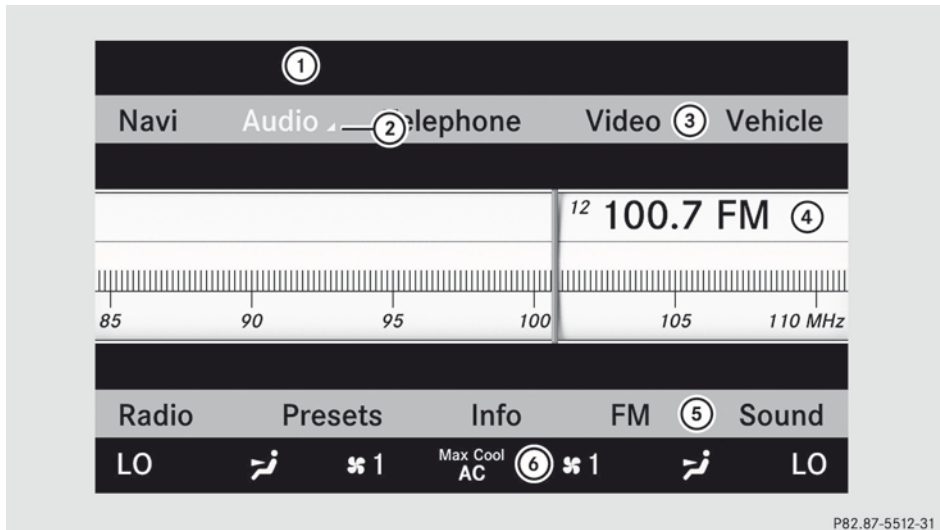 1
Navi Audio 2 elephone Video 3 Vehicle
12 100.7 FM 4
85 90 95 100 105 110 MHz
Radio Presets Info FM 5 Sound
LO 1 Max Cool AC 6 1 LO
P82.87-5512-31